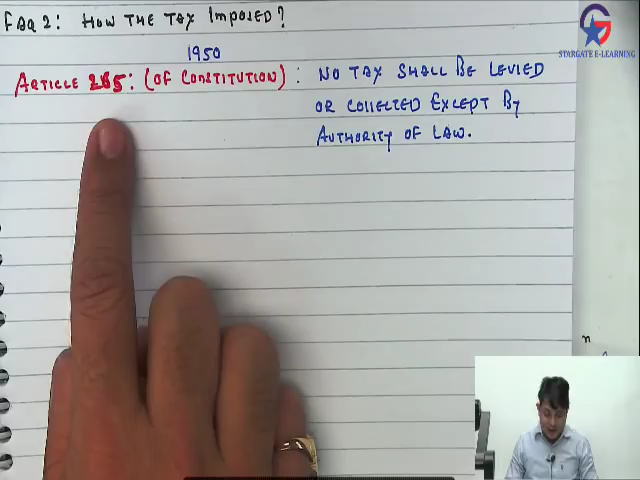 FAQ 2: HOW THE TAX IMPOSED?
1950
ARTICLE 265: (OF CONSTITUTION): NO TAX SHALL BE LEVIED
OR COLLECTED EXCEPT BY
AUTHORITY OF LAW.
STARGATE E-LEARNING
n